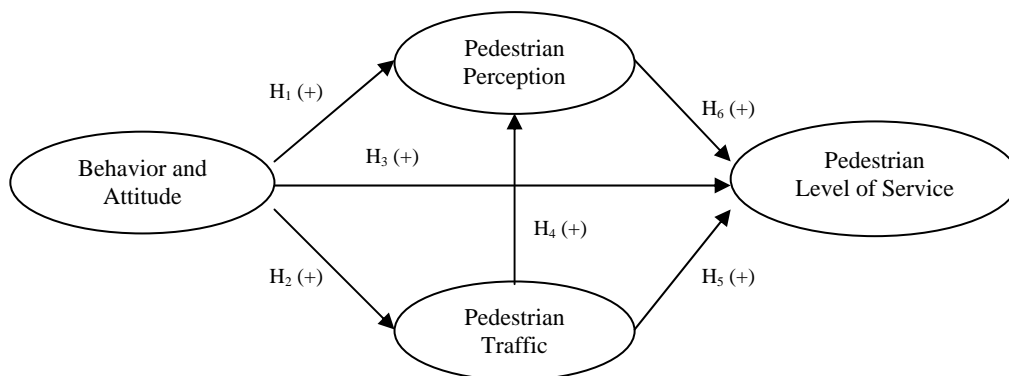 Pedestrian
Perception
H₁ (+)
H₆ (+)
Behavior and
Attitude
H₃ (+)
Pedestrian
Level of Service
H₄ (+)
H₂ (+)
H₅ (+)
Pedestrian
Traffic